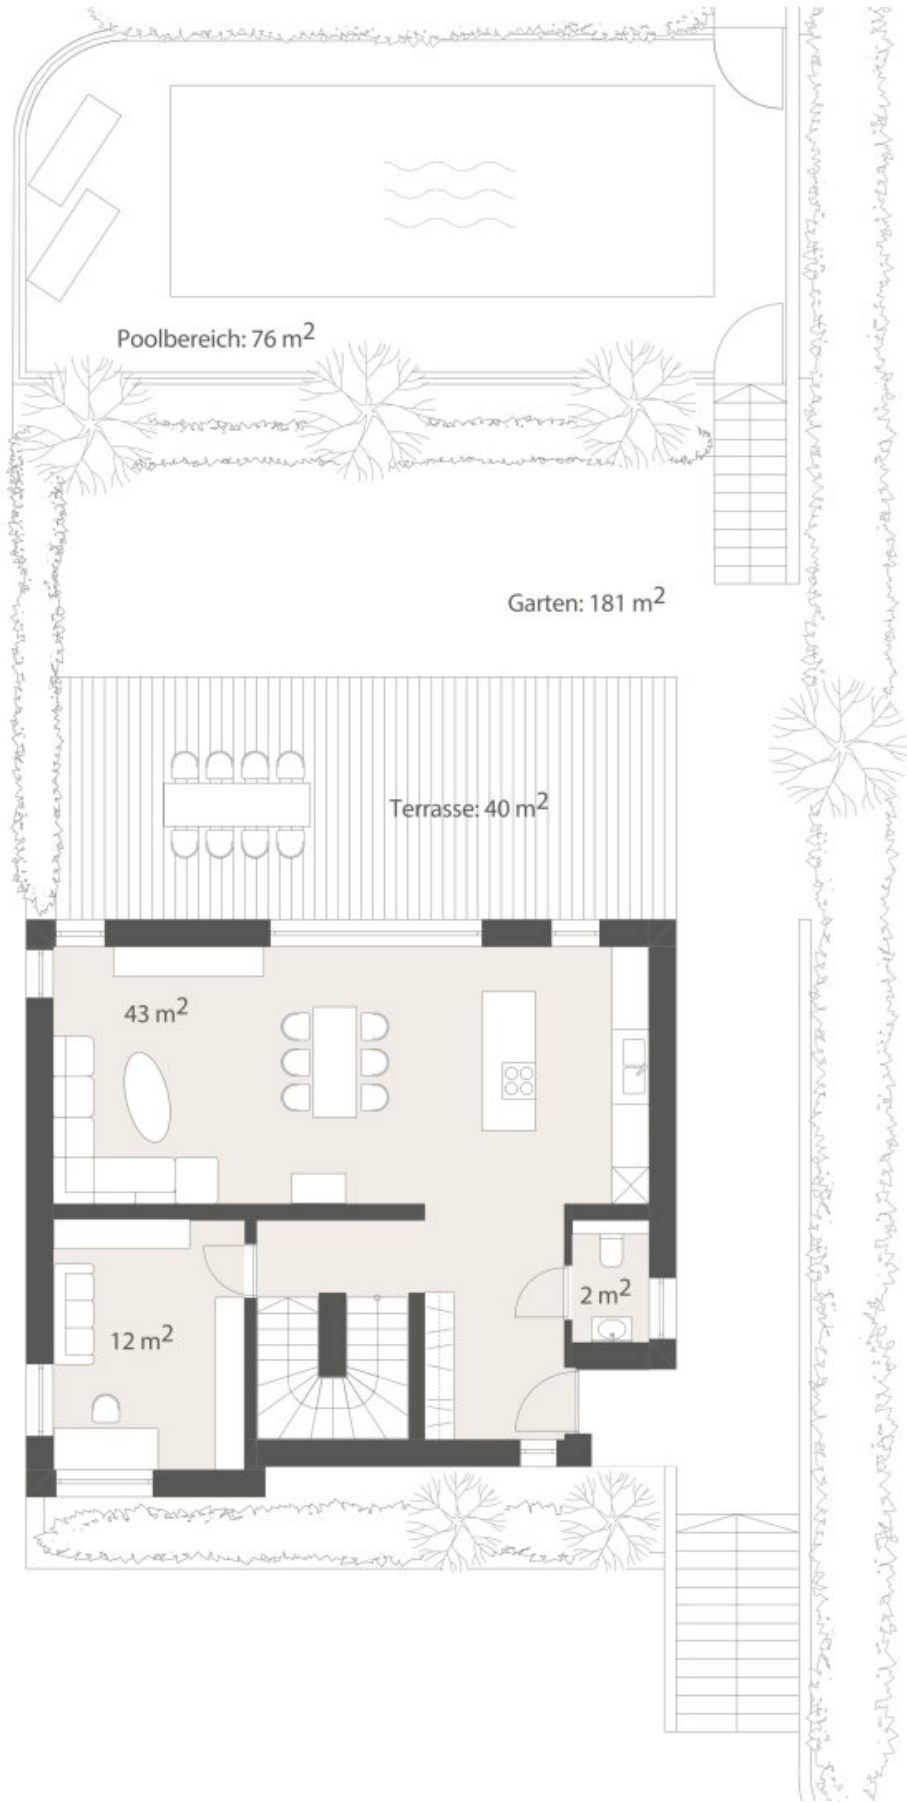 Poolbereich: 76 m²
Garten: 181 m²
Terrasse: 40 m²
43 m²
2 m²
12 m²